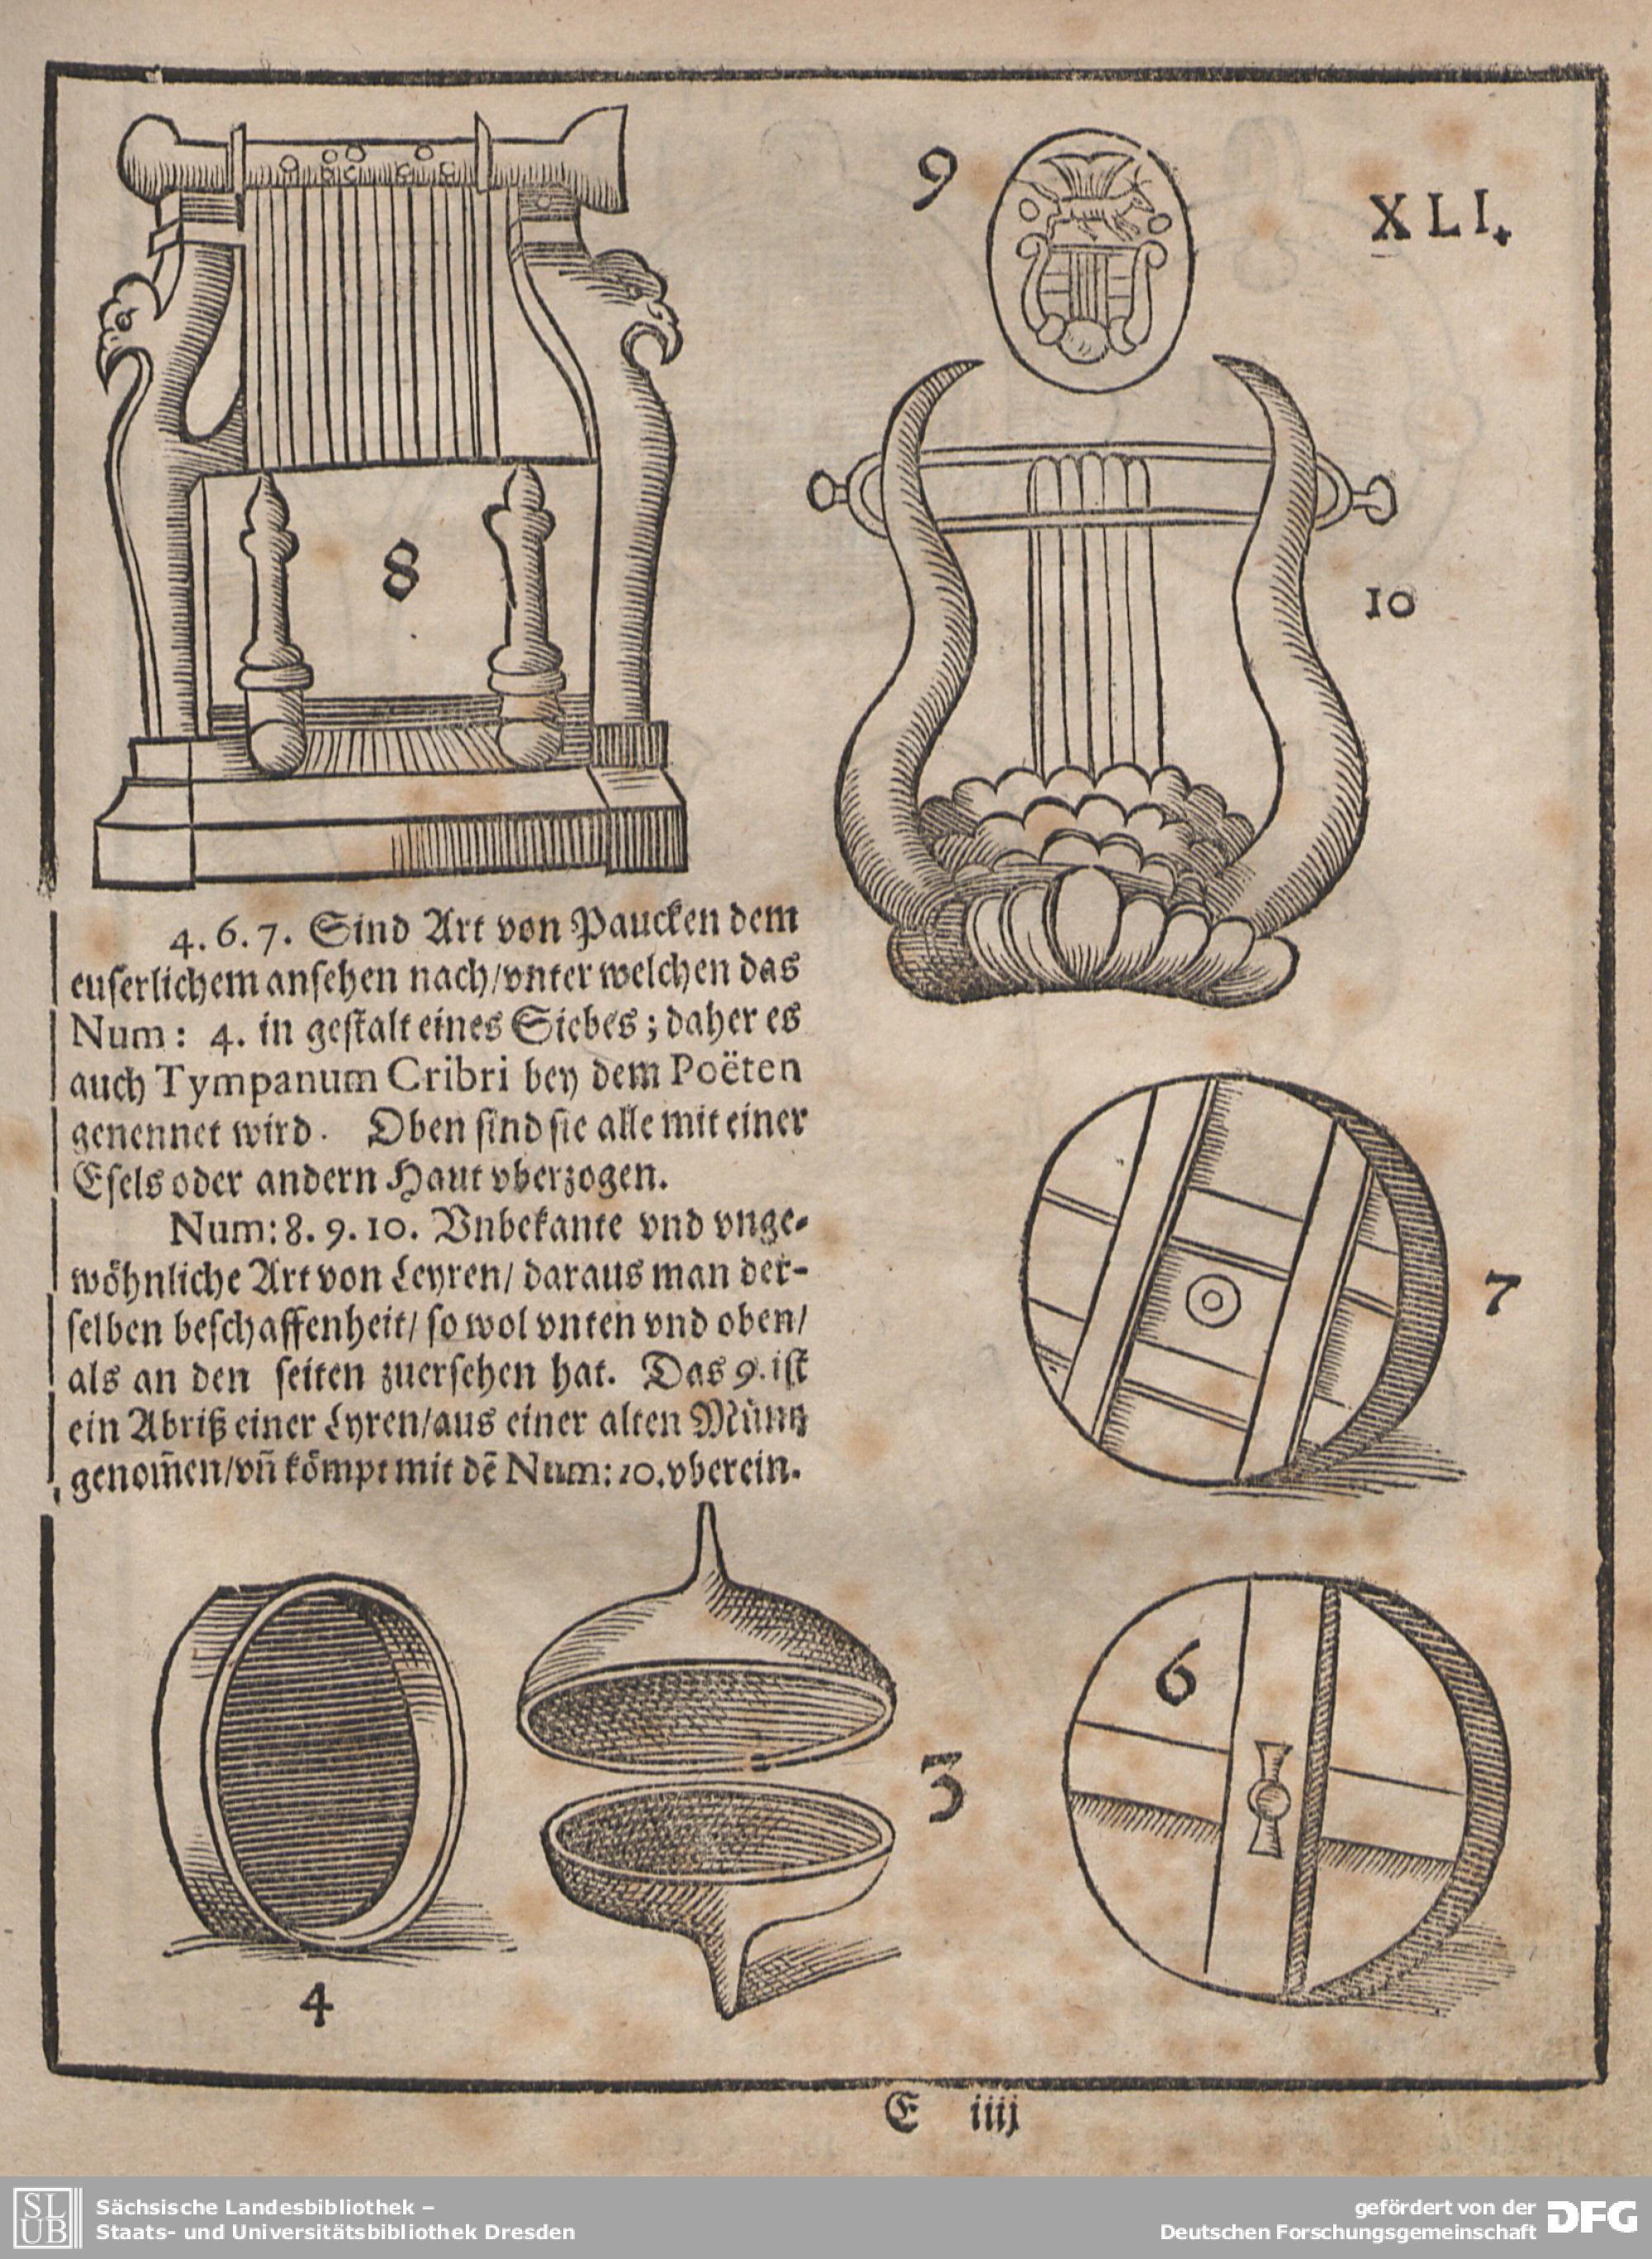 9
XLI.
8
10
4. 6. 7. Sind Art von Paucken dem
euſerlichem anſehen nach/vnter welchen das
Num: 4. in geſtalt eines Siebes; daher es
auch Tympanum Cribri bey dem Poëten
genennet wird. Oben ſind ſie alle mit einer
Eſels oder andern Haut vberzogen.
Num: 8. 9. 10. Vnbekante vnd vnge-
wöhnliche Art von Leyren/ daraus man der-
ſelben beſchaffenheit/ ſo wol vnten vnd oben/
als an den ſeiten zuerſehen hat. Das 9. iſt
ein Abriß einer Lyren/aus einer alten Müntz
genom̃en/vn̄ kömpt mit dē Num: 10. vberein.
7
6
3
4
E iiij
SLUB
Sächsische Landesbibliothek –
Staats- und Universitätsbibliothek Dresden
gefördert von der
Deutschen Forschungsgemeinschaft
DFG